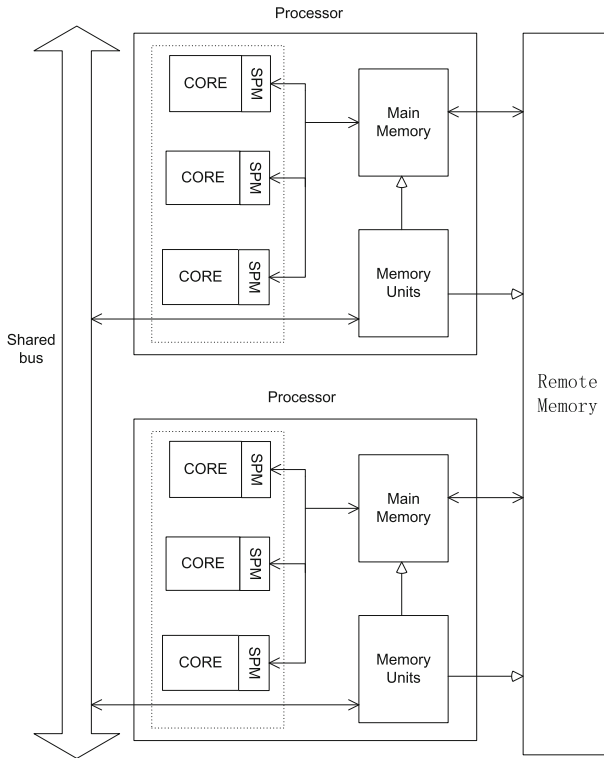 Processor
CORE SPM
Main
Memory
CORE SPM
CORE SPM
Memory
Units
Shared
bus
Remote
Memory
Processor
CORE SPM
Main
Memory
CORE SPM
CORE SPM
Memory
Units